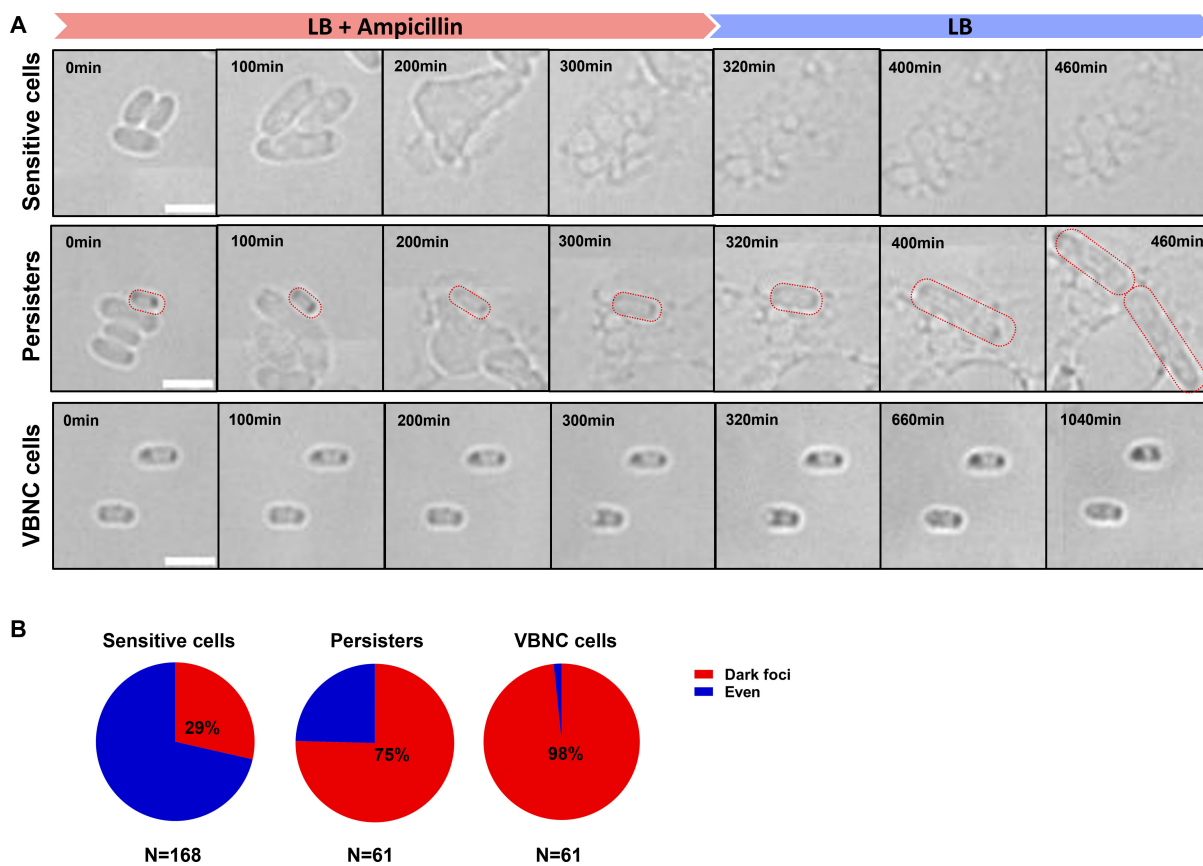 A
LB + Ampicillin
LB
Sensitive cells
0min
100min
200min
300min
320min
400min
460min
Persisters
0min
100min
200min
300min
320min
400min
460min
VBNC cells
0min
100min
200min
300min
320min
660min
1040min
B
Sensitive cells
Persisters
VBNC cells
Dark foci
Even
29%
75%
98%
N=168
N=61
N=61